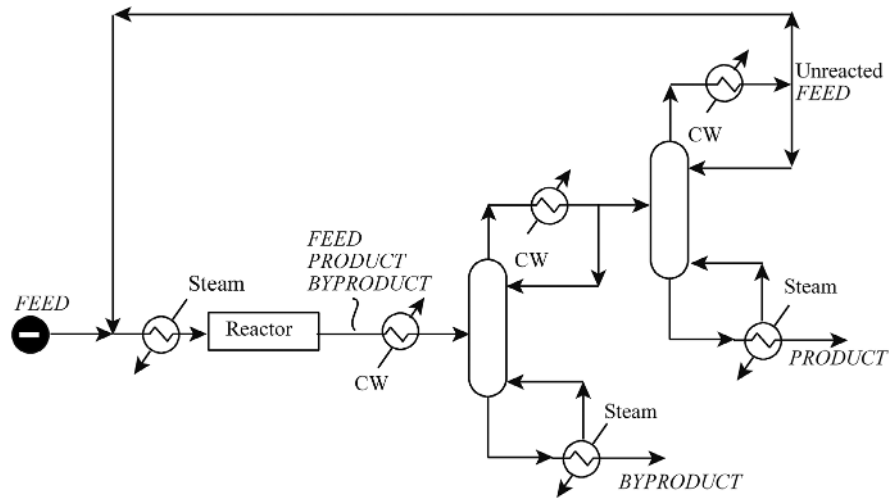 Unreacted
FEED
CW
FEED
PRODUCT
BYPRODUCT
CW
Steam
Steam
FEED
Reactor
CW
PRODUCT
Steam
BYPRODUCT